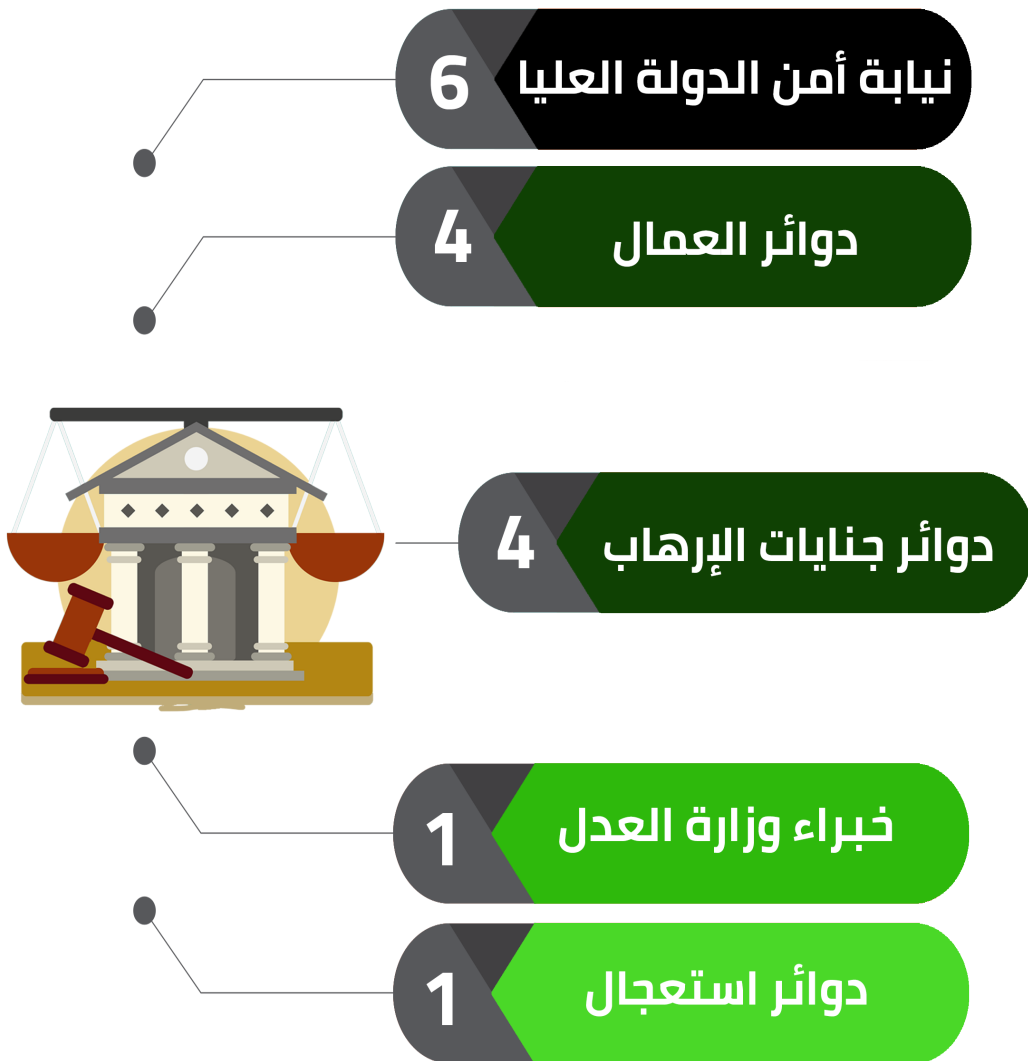 نيابة أمن الدولة العليا 6
دوائر العمال 4
دوائر جنايات الإرهاب 4
خبراء وزارة العدل 1
دوائر استعجال 1